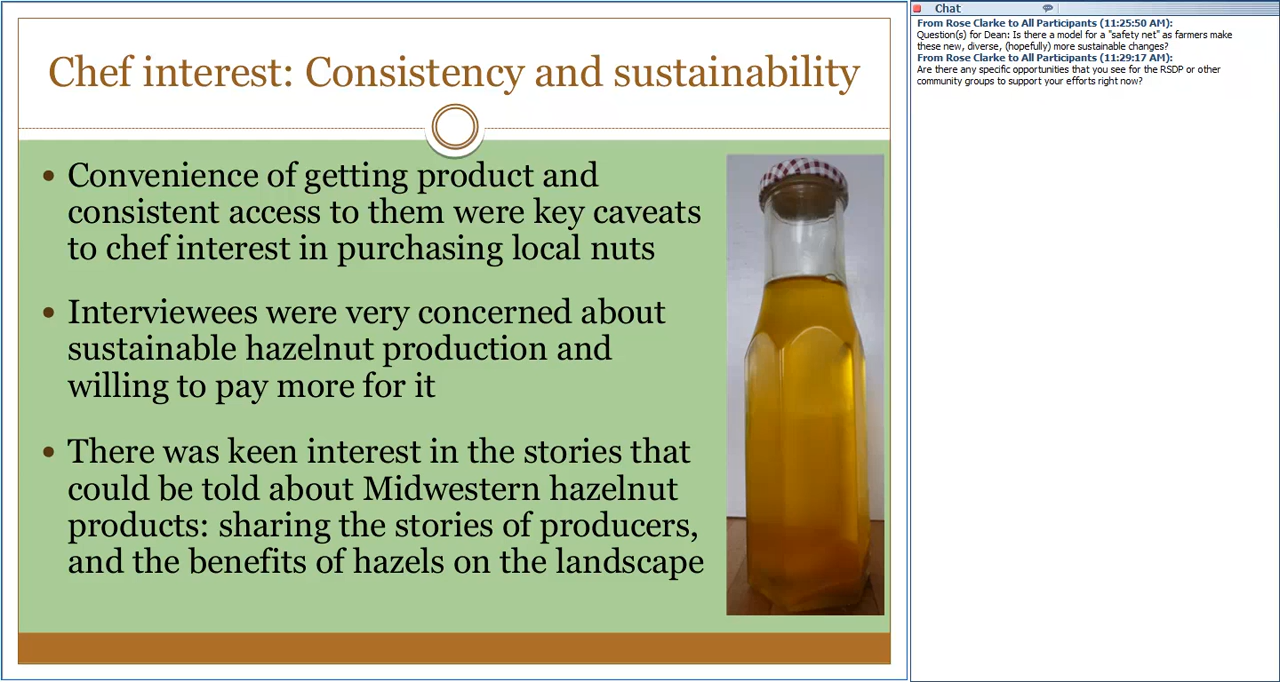 Chef interest: Consistency and sustainability
• Convenience of getting product and
consistent access to them were key caveats
to chef interest in purchasing local nuts
• Interviewees were very concerned about
sustainable hazelnut production and
willing to pay more for it
• There was keen interest in the stories that
could be told about Midwestern hazelnut
products: sharing the stories of producers,
and the benefits of hazels on the landscape
Chat
From Rose Clarke to All Participants (11:25:50 AM):
Question(s) for Dean: Is there a model for a "safety net" as farmers make
these new, diverse, (hopefully) more sustainable changes?
From Rose Clarke to All Participants (11:29:17 AM):
Are there any specific opportunities that you see for the RSDP or other
community groups to support your efforts right now?